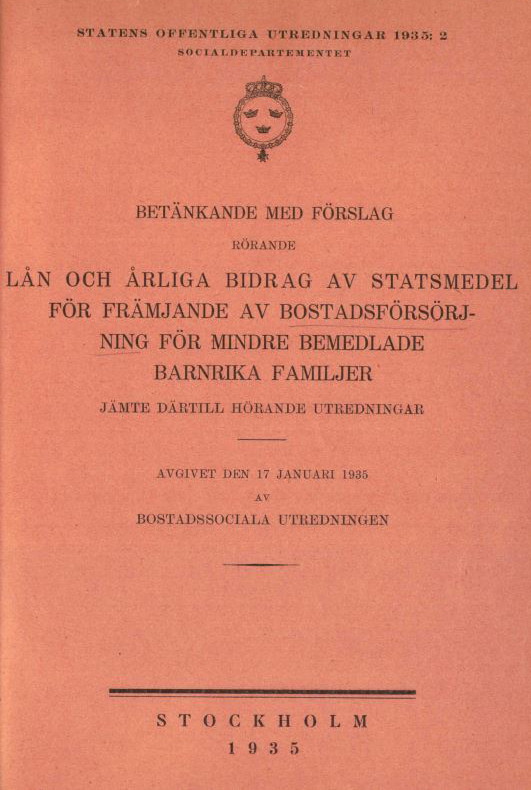 STATENS OFFENTLIGA UTREDNINGAR 1935: 2
SOCIALDEPARTEMENTET
BETÄNKANDE MED FÖRSLAG
RÖRANDE
LÅN OCH ÅRLIGA BIDRAG AV STATSMEDEL
FÖR FRÄMJANDE AV BOSTADSFÖRSÖRJ-
NING FÖR MINDRE BEMEDLADE
BARNRIKA FAMILJER
JÄMTE DÄRTILL HÖRANDE UTREDNINGAR
AVGIVET DEN 17 JANUARI 1935
AV
BOSTADSSOCIALA UTREDNINGEN
STOCKHOLM
1935